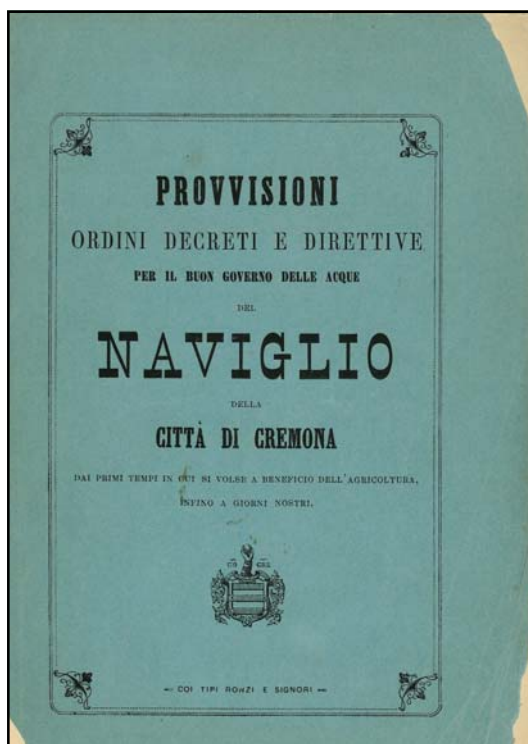 PROVVISIONI
ORDINI DECRETI E DIRETTIVE
PER IL BUON GOVERNO DELLE ACQUE
DEL
NAVIGLIO
DELLA
CITTÀ DI CREMONA
DAI PRIMI TEMPI IN CUI SI VOLSE A BENEFICIO DELL'AGRICOLTURA,
INFINO A GIORNI NOSTRI.
COI TIPI RONZI E SIGNORI